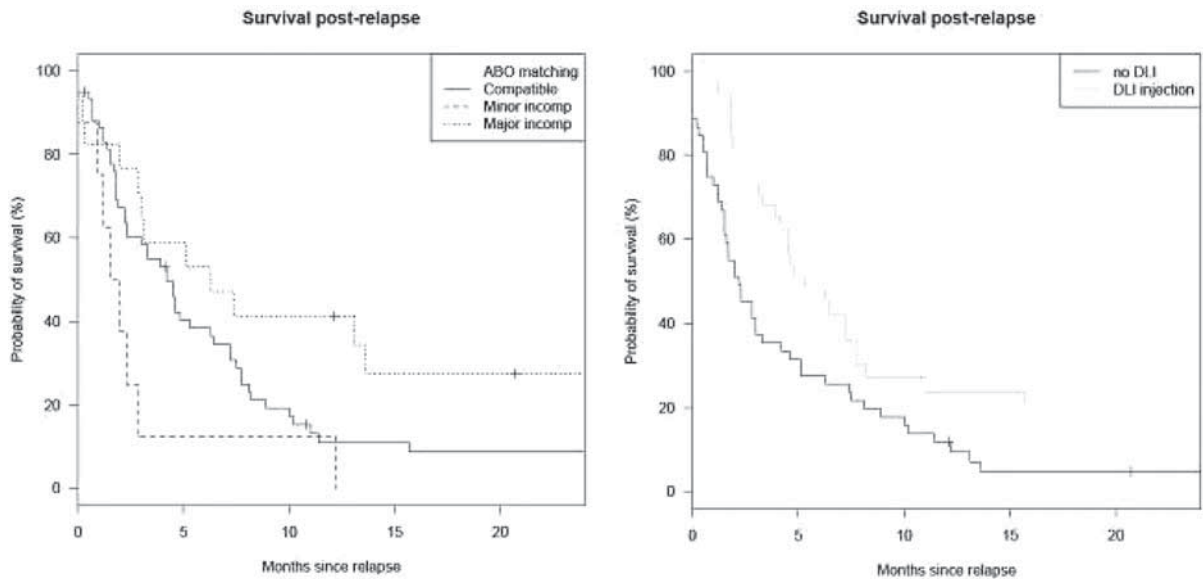 Survival post-relapse
ABO matching
Compatible
Minor incomp
Major incomp
100
80
60
40
20
0
Probability of survival (%)
0 5 10 15 20
Months since relapse
Survival post-relapse
no DLI
DLI injection
100
80
60
40
20
0
Probability of survival (%)
0 5 10 15 20
Months since relapse